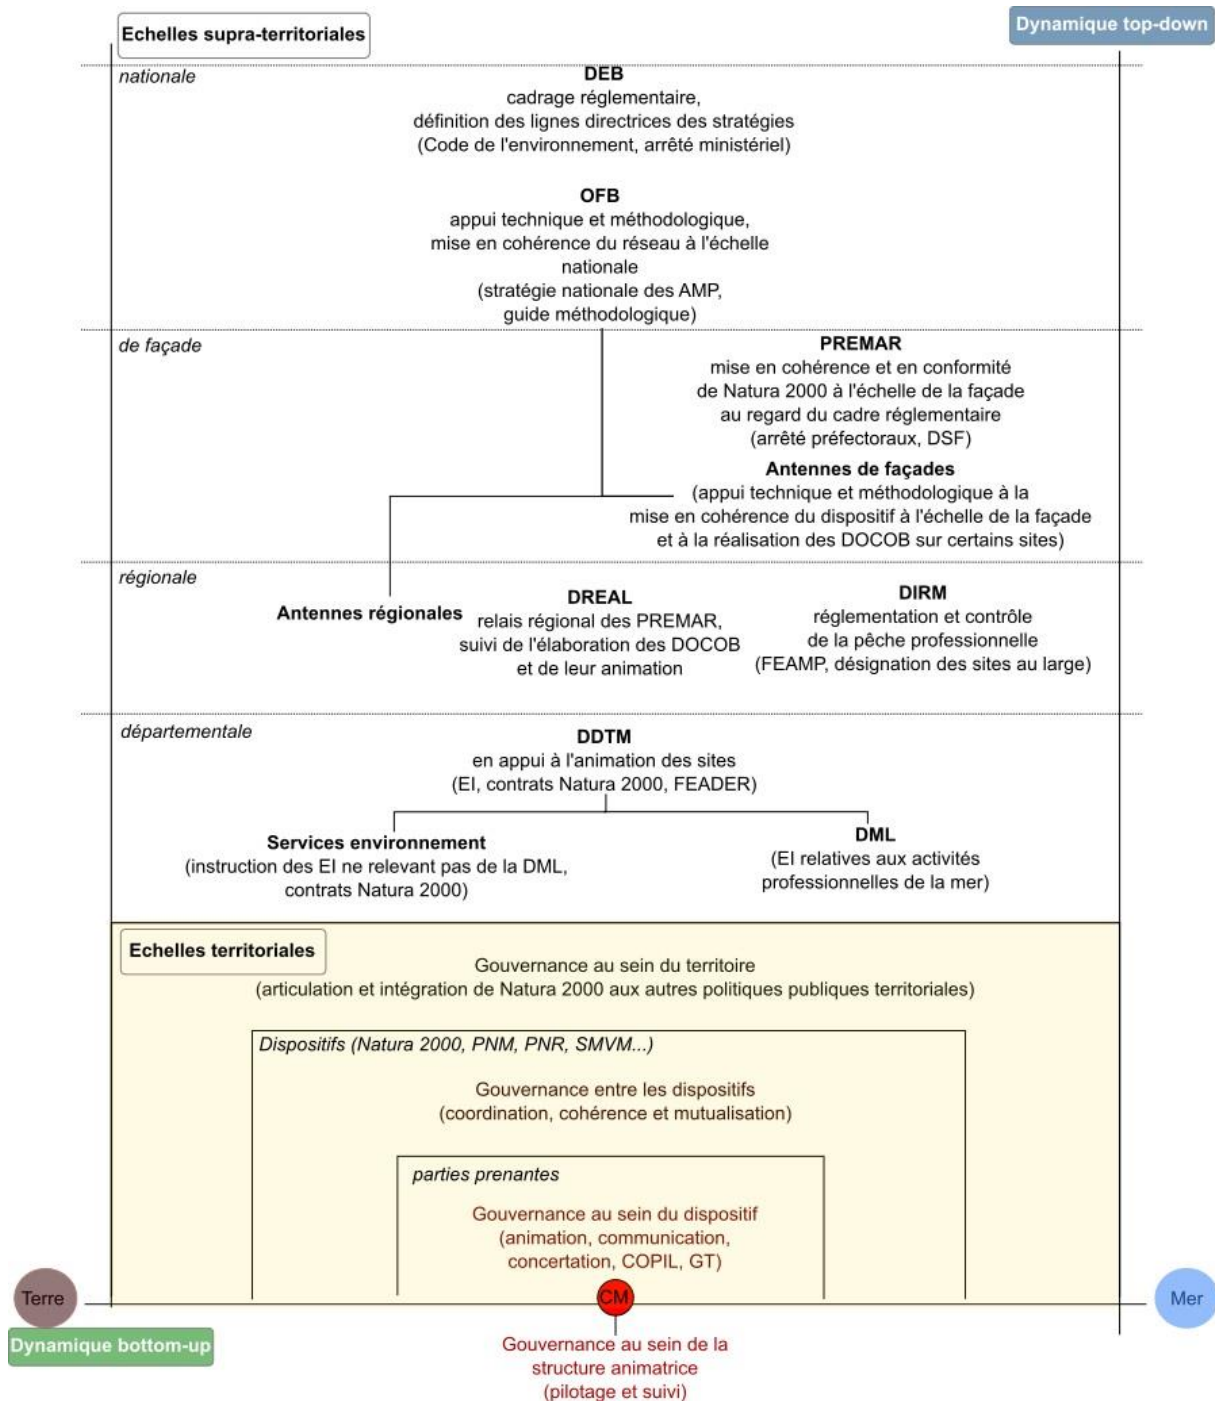 Echelles supra-territoriales
Dynamique top-down
nationale
DEB
cadrage réglementaire,
définition des lignes directrices des stratégies
(Code de l'environnement, arrêté ministériel)
OFB
appui technique et méthodologique,
mise en cohérence du réseau à l'échelle
nationale
(stratégie nationale des AMP,
guide méthodologique)
de façade
PREMAR
mise en cohérence et en conformité
de Natura 2000 à l'échelle de la façade
au regard du cadre réglementaire
(arrêté préfectoraux, DSF)
Antennes de façades
(appui technique et méthodologique à la
mise en cohérence du dispositif à l'échelle de la façade
et à la réalisation des DOCOB sur certains sites)
régionale
Antennes régionales
DREAL
relais régional des PREMAR,
suivi de l'élaboration des DOCOB
et de leur animation
DIRM
réglementation et contrôle
de la pêche professionnelle
(FEAMP, désignation des sites au large)
départementale
DDTM
en appui à l'animation des sites
(EI, contrats Natura 2000, FEADER)
Services environnement
(instruction des EI ne relevant pas de la DML,
contrats Natura 2000)
DML
(EI relatives aux activités
professionnelles de la mer)
Echelles territoriales
Gouvernance au sein du territoire
(articulation et intégration de Natura 2000 aux autres politiques publiques territoriales)
Dispositifs (Natura 2000, PNM, PNR, SMVM...)
Gouvernance entre les dispositifs
(coordination, cohérence et mutualisation)
parties prenantes
Gouvernance au sein du dispositif
(animation, communication,
concertation, COPIL, GT)
Terre
CM
Mer
Dynamique bottom-up
Gouvernance au sein de la
structure animatrice
(pilotage et suivi)